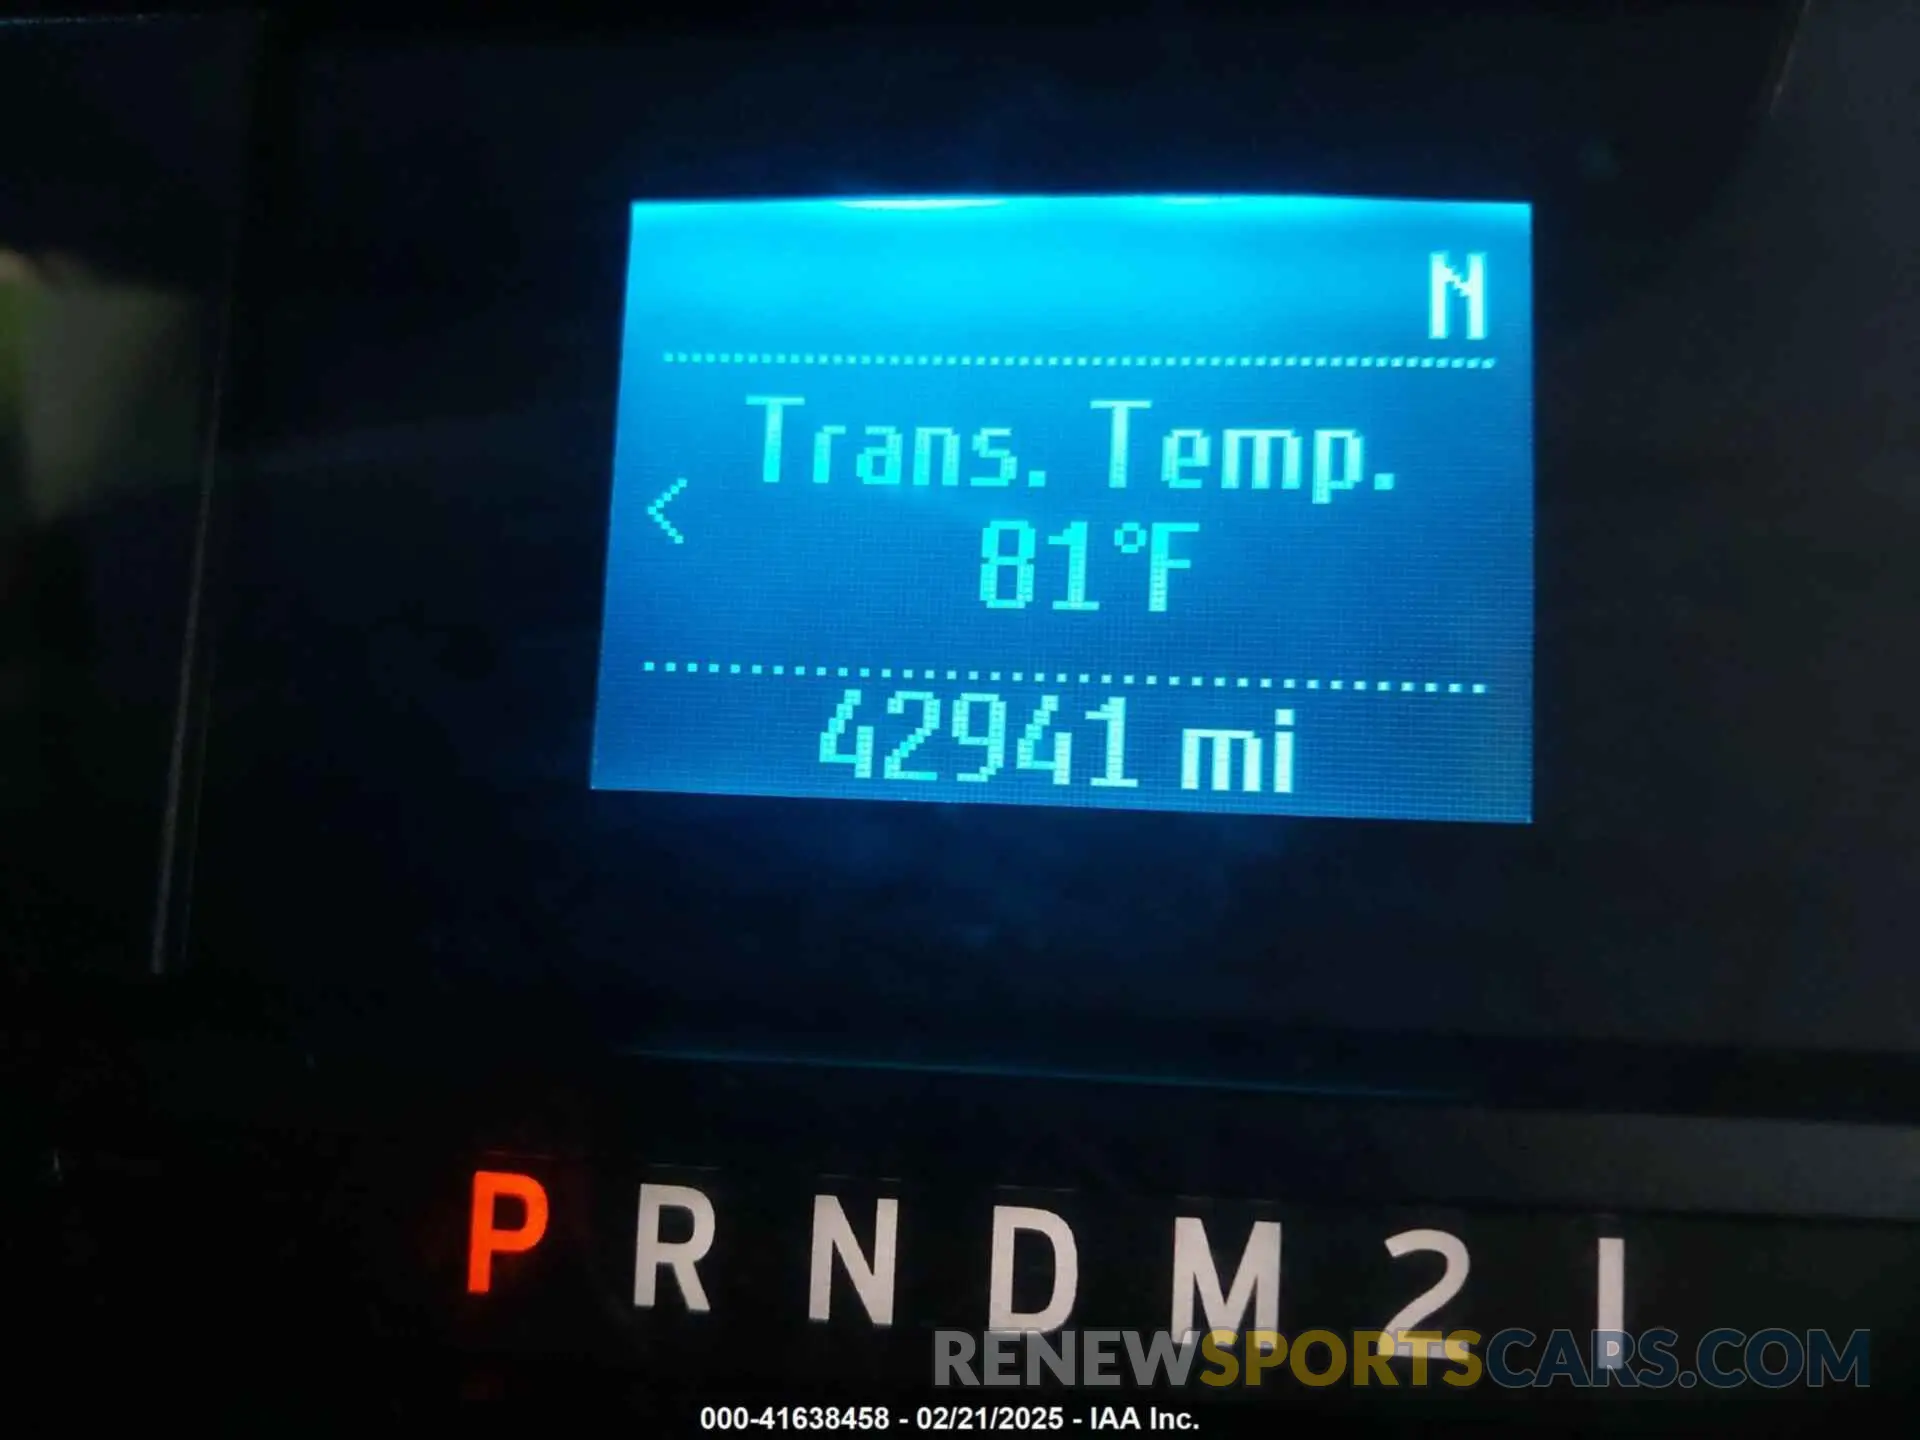 N
Trans. Temp.
<
81°F
42941 mi
P R N D M 2 1
RENEWSPORTSCARS.COM
000-41638458 - 02/21/2025 - IAA Inc.